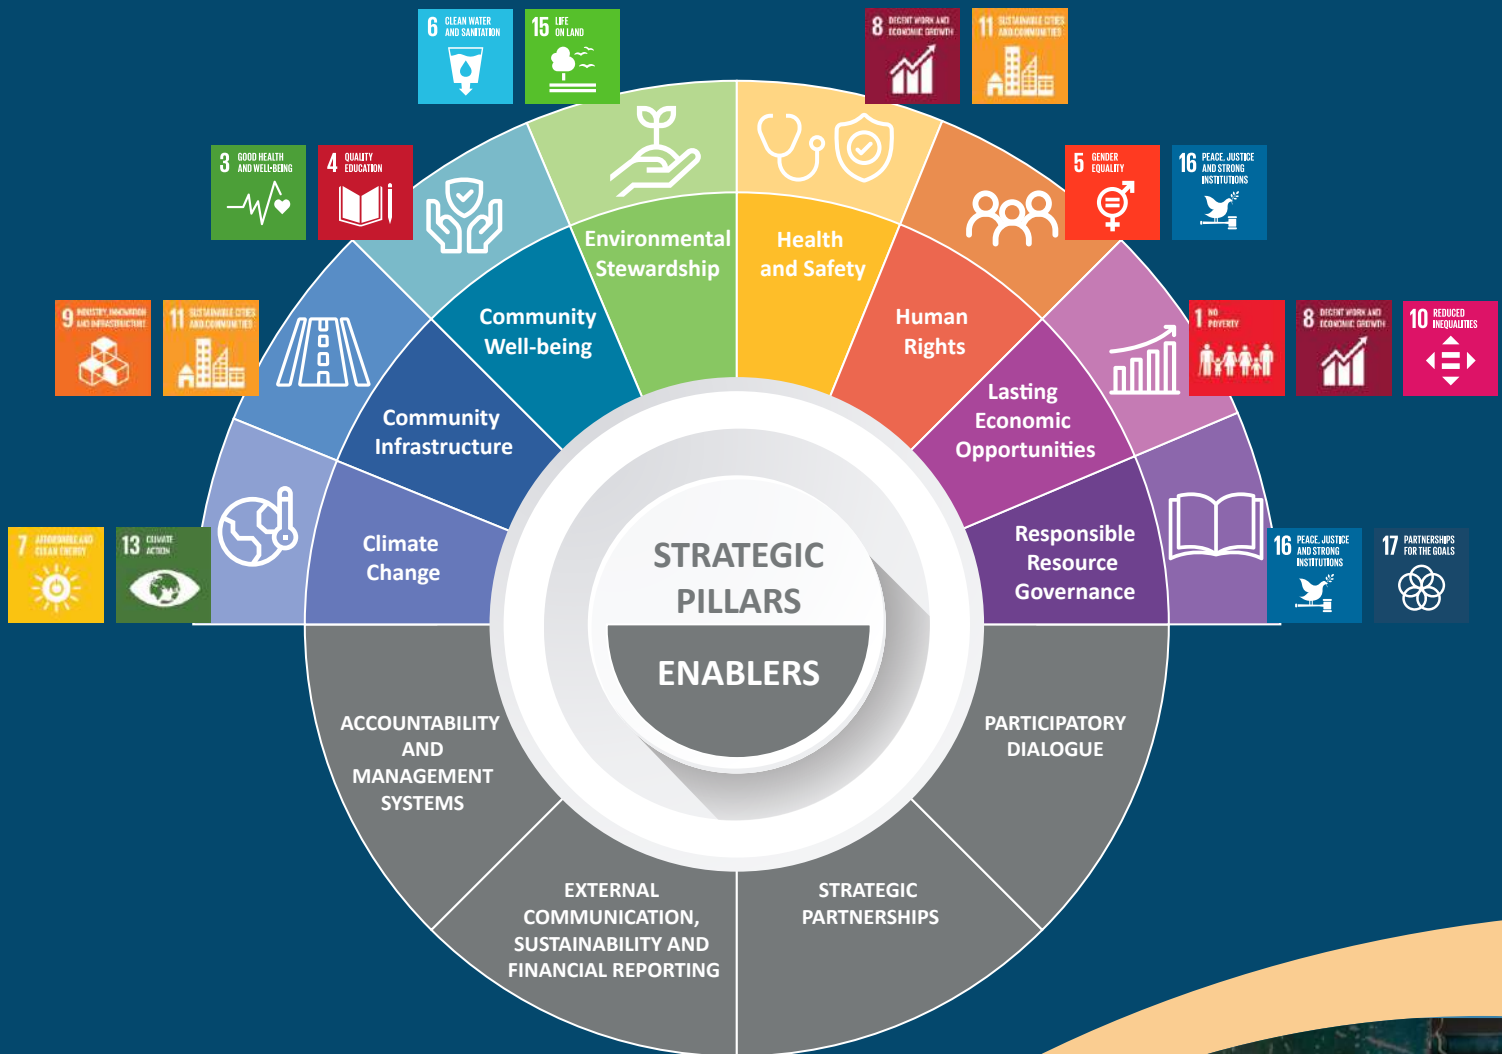 6 CLEAN WATER
AND SANITATION
15 LIFE
ON LAND
8 DECENT WORK AND
ECONOMIC GROWTH
11 SUSTAINABLE CITIES
AND COMMUNITIES
3 GOOD HEALTH
AND WELL-BEING
4 QUALITY
EDUCATION
5 GENDER
EQUALITY
16 PEACE, JUSTICE
AND STRONG
INSTITUTIONS
9 INDUSTRY, INNOVATION
AND INFRASTRUCTURE
11 SUSTAINABLE CITIES
AND COMMUNITIES
1 NO
POVERTY
8 DECENT WORK AND
ECONOMIC GROWTH
10 REDUCED
INEQUALITIES
7 AFFORDABLE AND
CLEAN ENERGY
13 CLIMATE
ACTION
16 PEACE, JUSTICE
AND STRONG
INSTITUTIONS
17 PARTNERSHIPS
FOR THE GOALS
Climate
Change
Community
Infrastructure
Community
Well-being
Environmental
Stewardship
Health
and Safety
Human
Rights
Lasting
Economic
Opportunities
Responsible
Resource
Governance
STRATEGIC
PILLARS
ENABLERS
ACCOUNTABILITY
AND
MANAGEMENT
SYSTEMS
EXTERNAL
COMMUNICATION,
SUSTAINABILITY AND
FINANCIAL REPORTING
STRATEGIC
PARTNERSHIPS
PARTICIPATORY
DIALOGUE